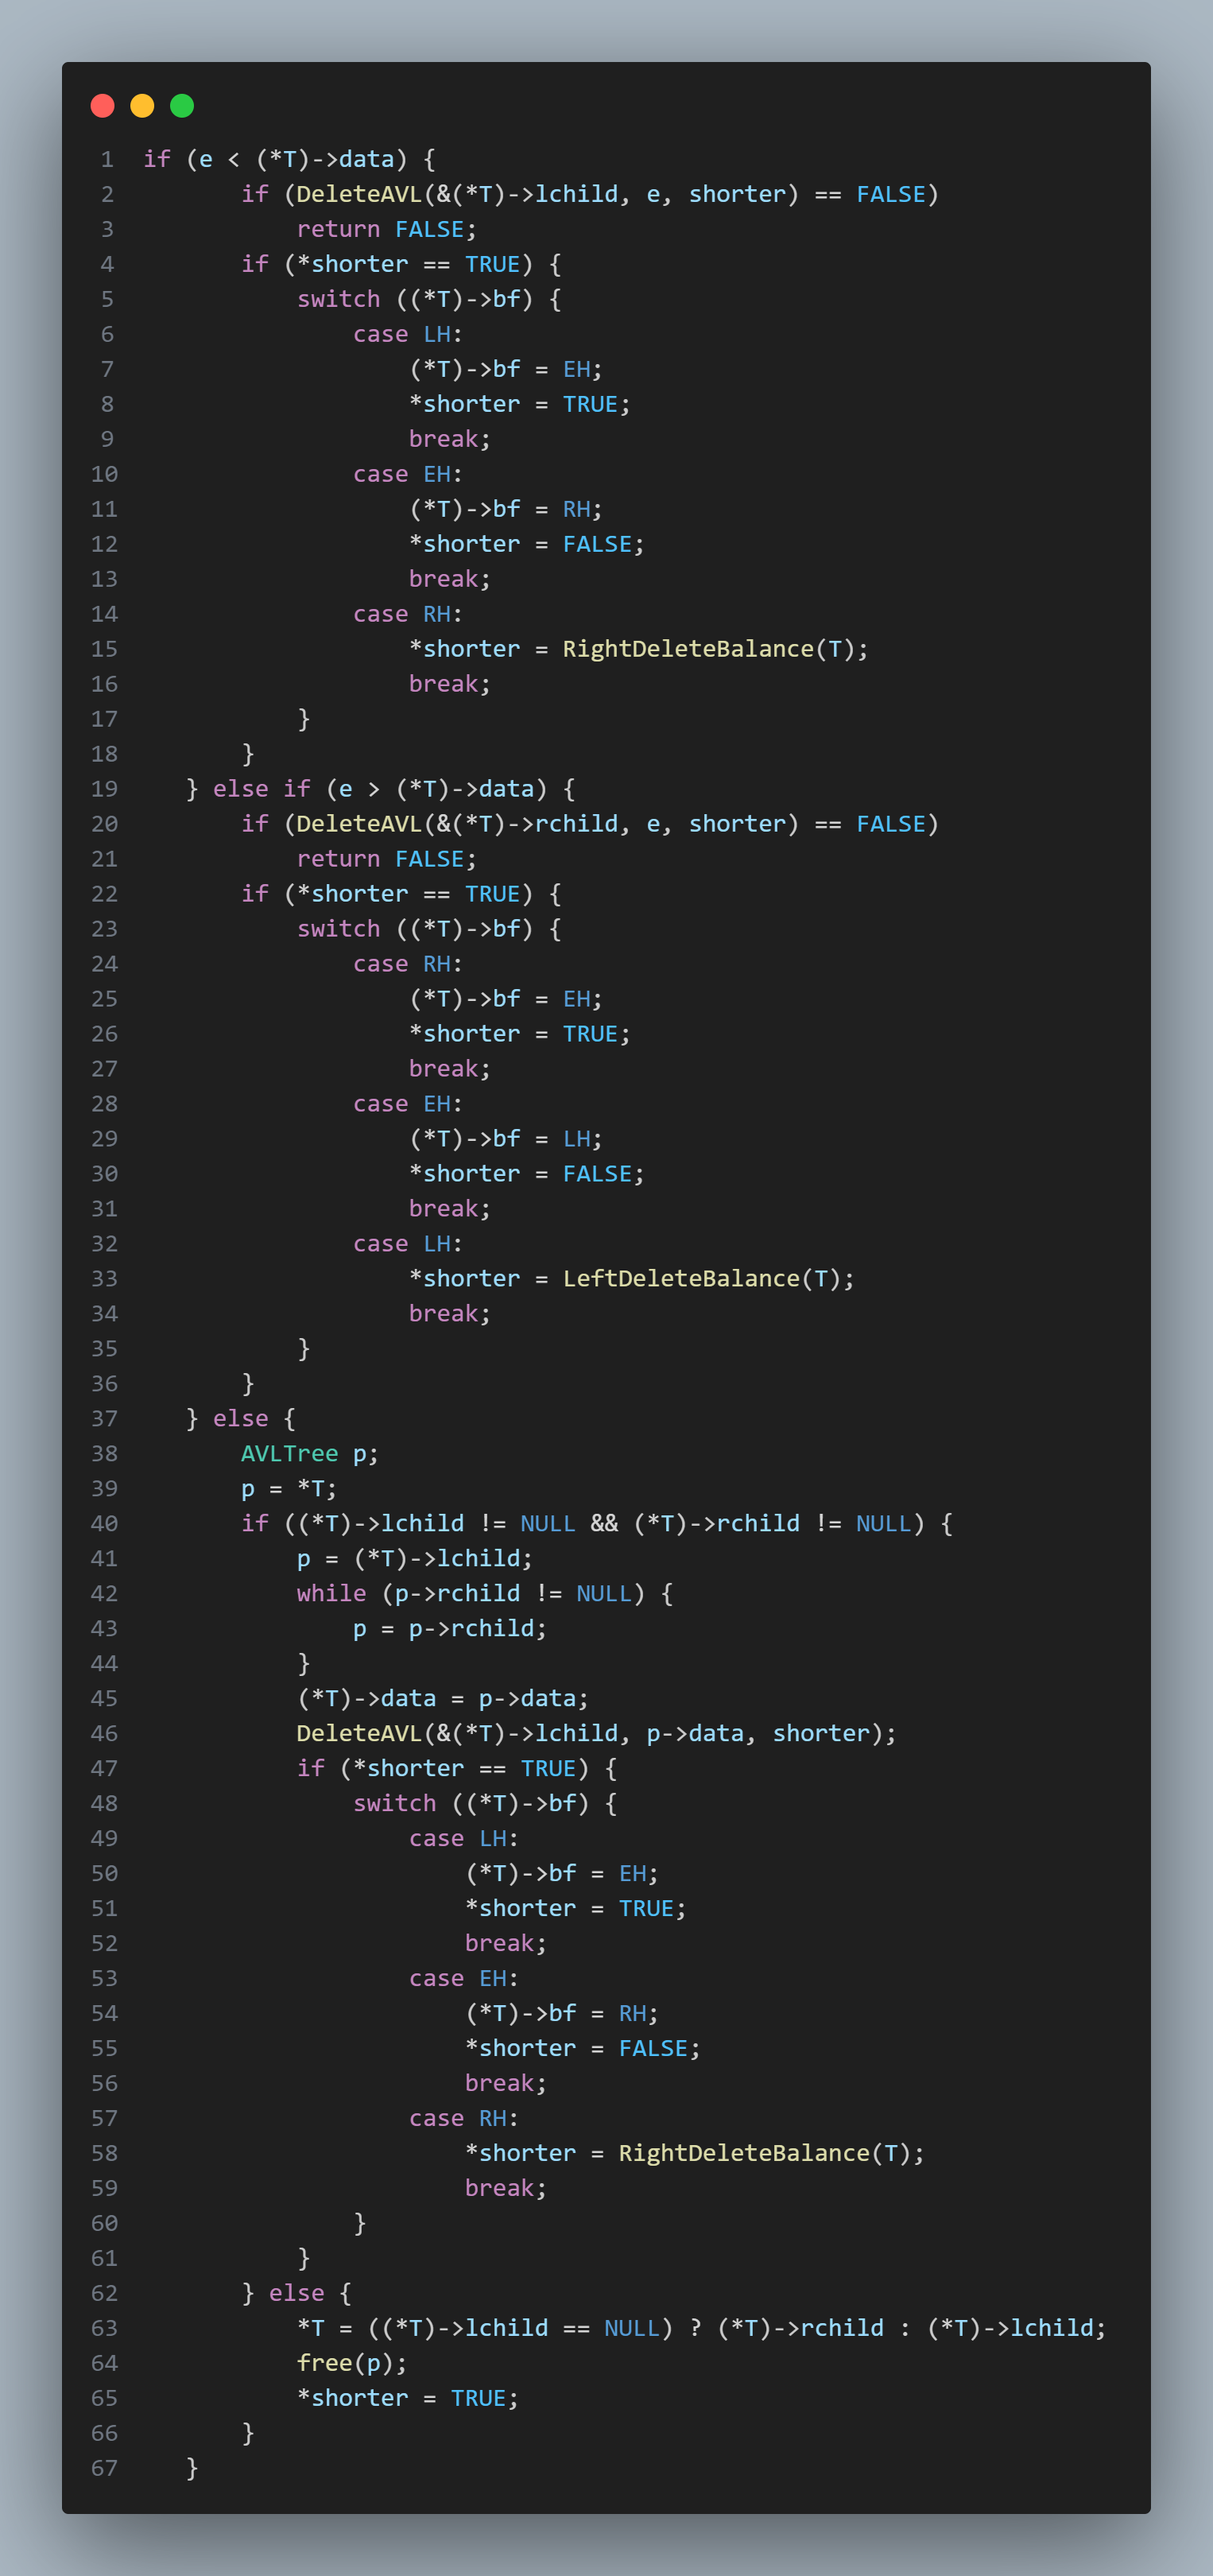 1 if (e < (*T)->data) {
2         if (DeleteAVL(&(*T)->lchild, e, shorter) == FALSE)
3             return FALSE;
4         if (*shorter == TRUE) {
5             switch ((*T)->bf) {
6                 case LH:
7                     (*T)->bf = EH;
8                     *shorter = TRUE;
9                     break;
10                 case EH:
11                     (*T)->bf = RH;
12                     *shorter = FALSE;
13                     break;
14                 case RH:
15                     *shorter = RightDeleteBalance(T);
16                     break;
17             }
18         }
19     } else if (e > (*T)->data) {
20         if (DeleteAVL(&(*T)->rchild, e, shorter) == FALSE)
21             return FALSE;
22         if (*shorter == TRUE) {
23             switch ((*T)->bf) {
24                 case RH:
25                     (*T)->bf = EH;
26                     *shorter = TRUE;
27                     break;
28                 case EH:
29                     (*T)->bf = LH;
30                     *shorter = FALSE;
31                     break;
32                 case LH:
33                     *shorter = LeftDeleteBalance(T);
34                     break;
35             }
36         }
37     } else {
38         AVLTree p;
39         p = *T;
40         if ((*T)->lchild != NULL && (*T)->rchild != NULL) {
41             p = (*T)->lchild;
42             while (p->rchild != NULL) {
43                 p = p->rchild;
44             }
45             (*T)->data = p->data;
46             DeleteAVL(&(*T)->lchild, p->data, shorter);
47             if (*shorter == TRUE) {
48                 switch ((*T)->bf) {
49                     case LH:
50                         (*T)->bf = EH;
51                         *shorter = TRUE;
52                         break;
53                     case EH:
54                         (*T)->bf = RH;
55                         *shorter = FALSE;
56                         break;
57                     case RH:
58                         *shorter = RightDeleteBalance(T);
59                         break;
60                 }
61             }
62         } else {
63             *T = ((*T)->lchild == NULL) ? (*T)->rchild : (*T)->lchild;
64             free(p);
65             *shorter = TRUE;
66         }
67     }